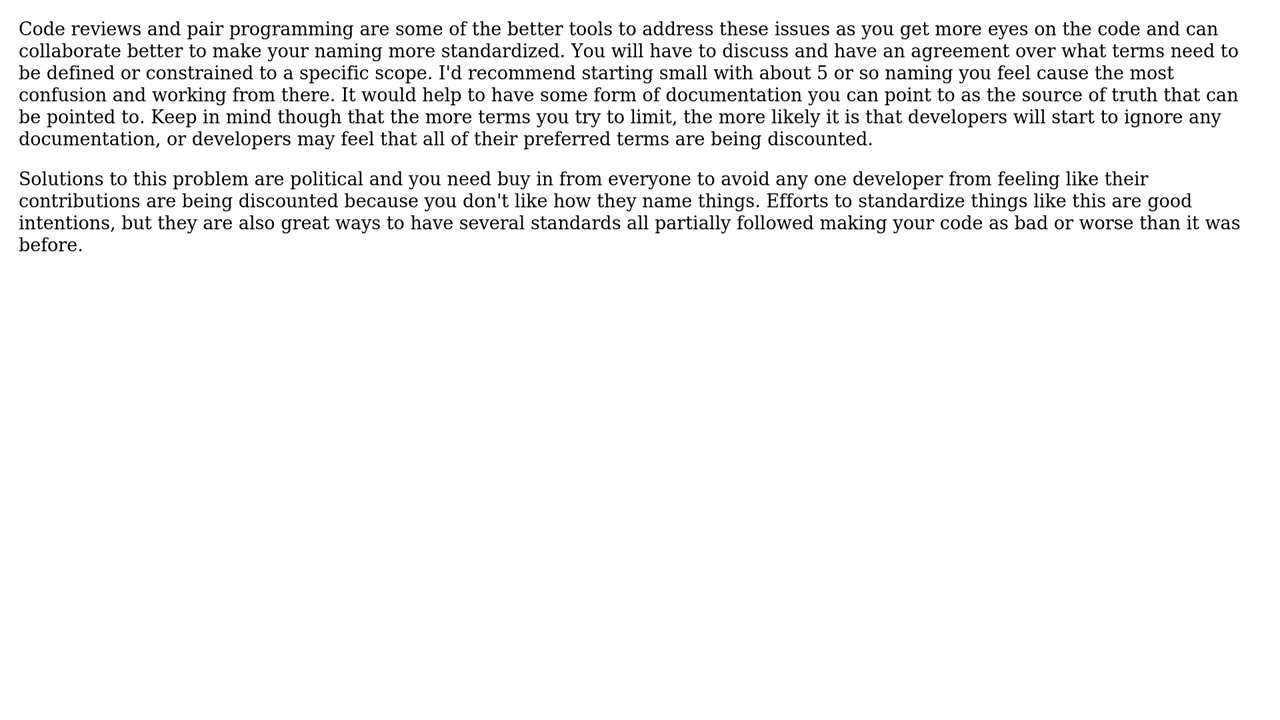 Code reviews and pair programming are some of the better tools to address these issues as you get more eyes on the code and can
collaborate better to make your naming more standardized. You will have to discuss and have an agreement over what terms need to
be defined or constrained to a specific scope. I'd recommend starting small with about 5 or so naming you feel cause the most
confusion and working from there. It would help to have some form of documentation you can point to as the source of truth that can
be pointed to. Keep in mind though that the more terms you try to limit, the more likely it is that developers will start to ignore any
documentation, or developers may feel that all of their preferred terms are being discounted.
Solutions to this problem are political and you need buy in from everyone to avoid any one developer from feeling like their
contributions are being discounted because you don't like how they name things. Efforts to standardize things like this are good
intentions, but they are also great ways to have several standards all partially followed making your code as bad or worse than it was
before.